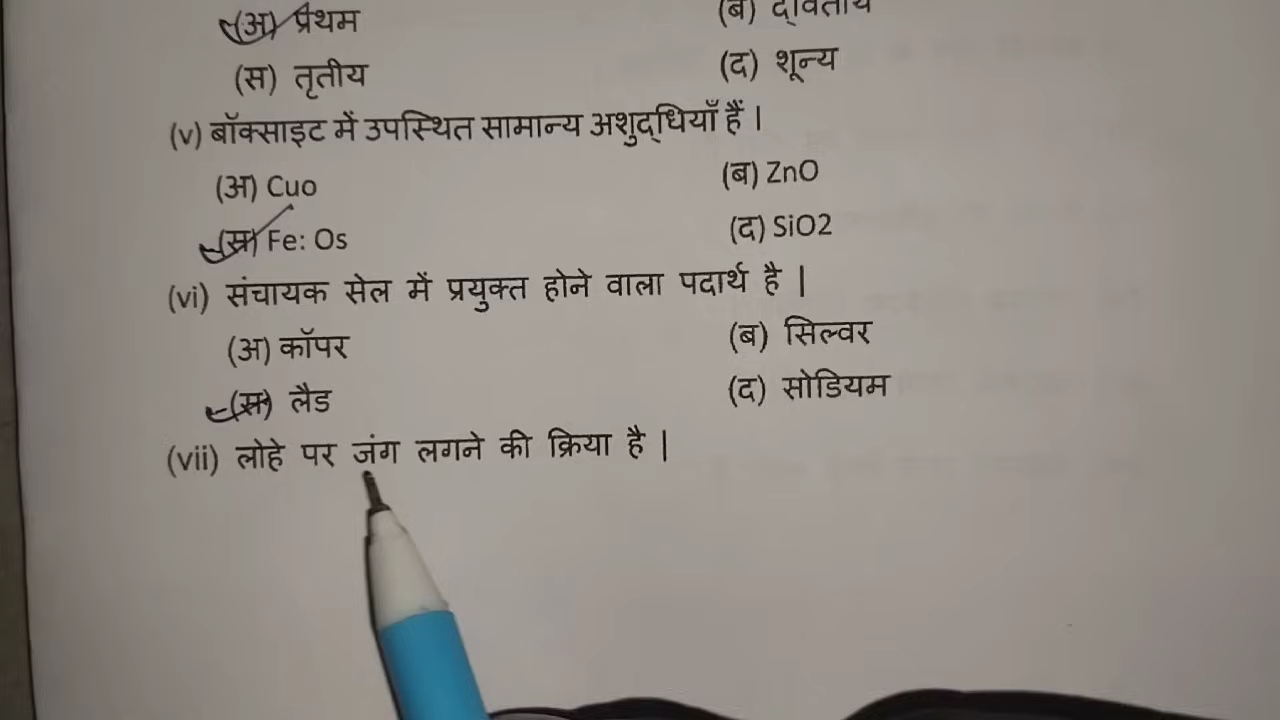 (अ) प्रथम (ब) द्वितीय
(स) तृतीय (द) शून्य
(v) बॉक्साइट में उपस्थित सामान्य अशुद्धियाँ हैं ।
(अ) Cuo (ब) ZnO
(स) Fe: Os (द) SiO2
(vi) संचायक सेल में प्रयुक्त होने वाला पदार्थ है |
(अ) कॉपर (ब) सिल्वर
(स) लैड (द) सोडियम
(vii) लोहे पर जंग लगने की क्रिया है |